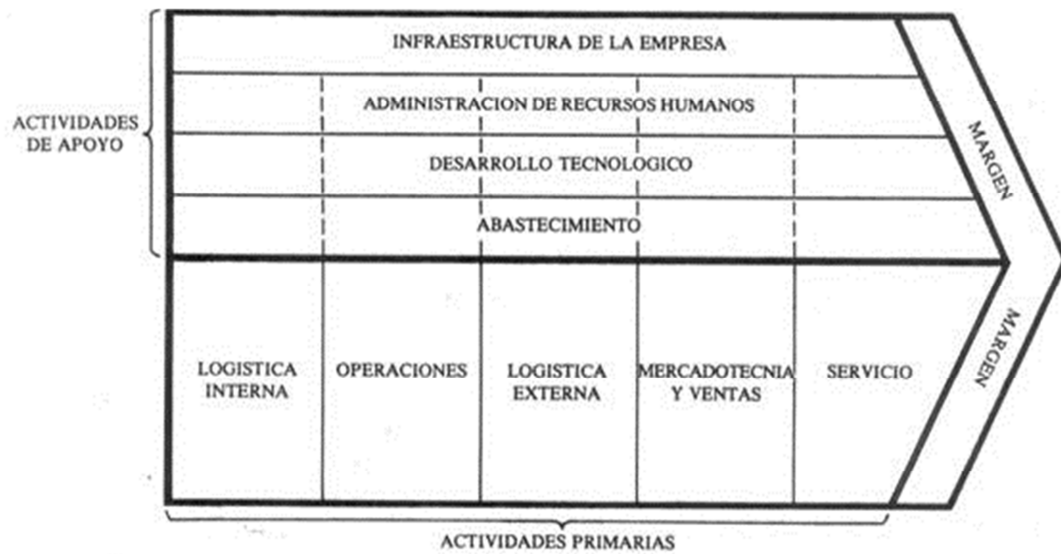 INFRAESTRUCTURA DE LA EMPRESA
ADMINISTRACION DE RECURSOS HUMANOS
ACTIVIDADES
DE APOYO
DESARROLLO TECNOLOGICO
ABASTECIMIENTO
MARGEN
LOGISTICA
INTERNA
OPERACIONES
LOGISTICA
EXTERNA
MERCADOTECNIA
Y VENTAS
SERVICIO
MARGEN
ACTIVIDADES PRIMARIAS